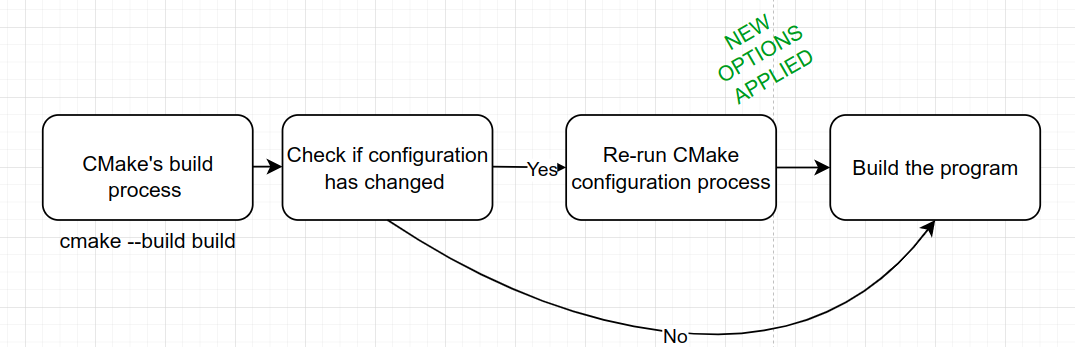 NEW
OPTIONS
APPLIED
CMake's build
process
cmake --build build
Check if configuration
has changed
Yes
Re-run CMake
configuration process
Build the program
No